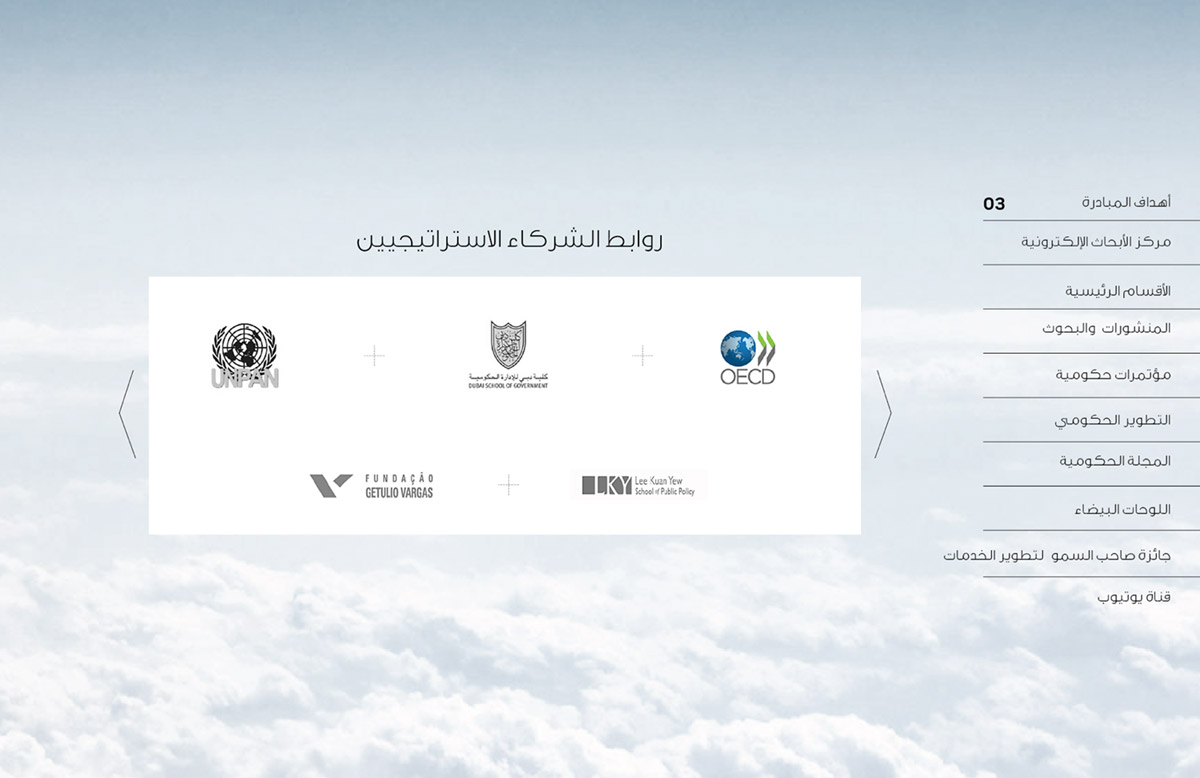 أهداف المبادرة 03
مركز الأبحاث الإلكترونية
الأقسام الرئيسية
المنشورات والبحوث
مؤتمرات حكومية
التطوير الحكومي
المجلة الحكومية
اللوحات البيضاء
جائزة صاحب السمو لتطوير الخدمات
قناة يوتيوب
روابط الشركاء الاستراتيجيين
OECD
كلية دبي للإدارة الحكومية
DUBAI SCHOOL OF GOVERNMENT
UNPAN
LKY
Lee Kuan Yew
School of Public Policy
FUNDAÇÃO
GETULIO VARGAS